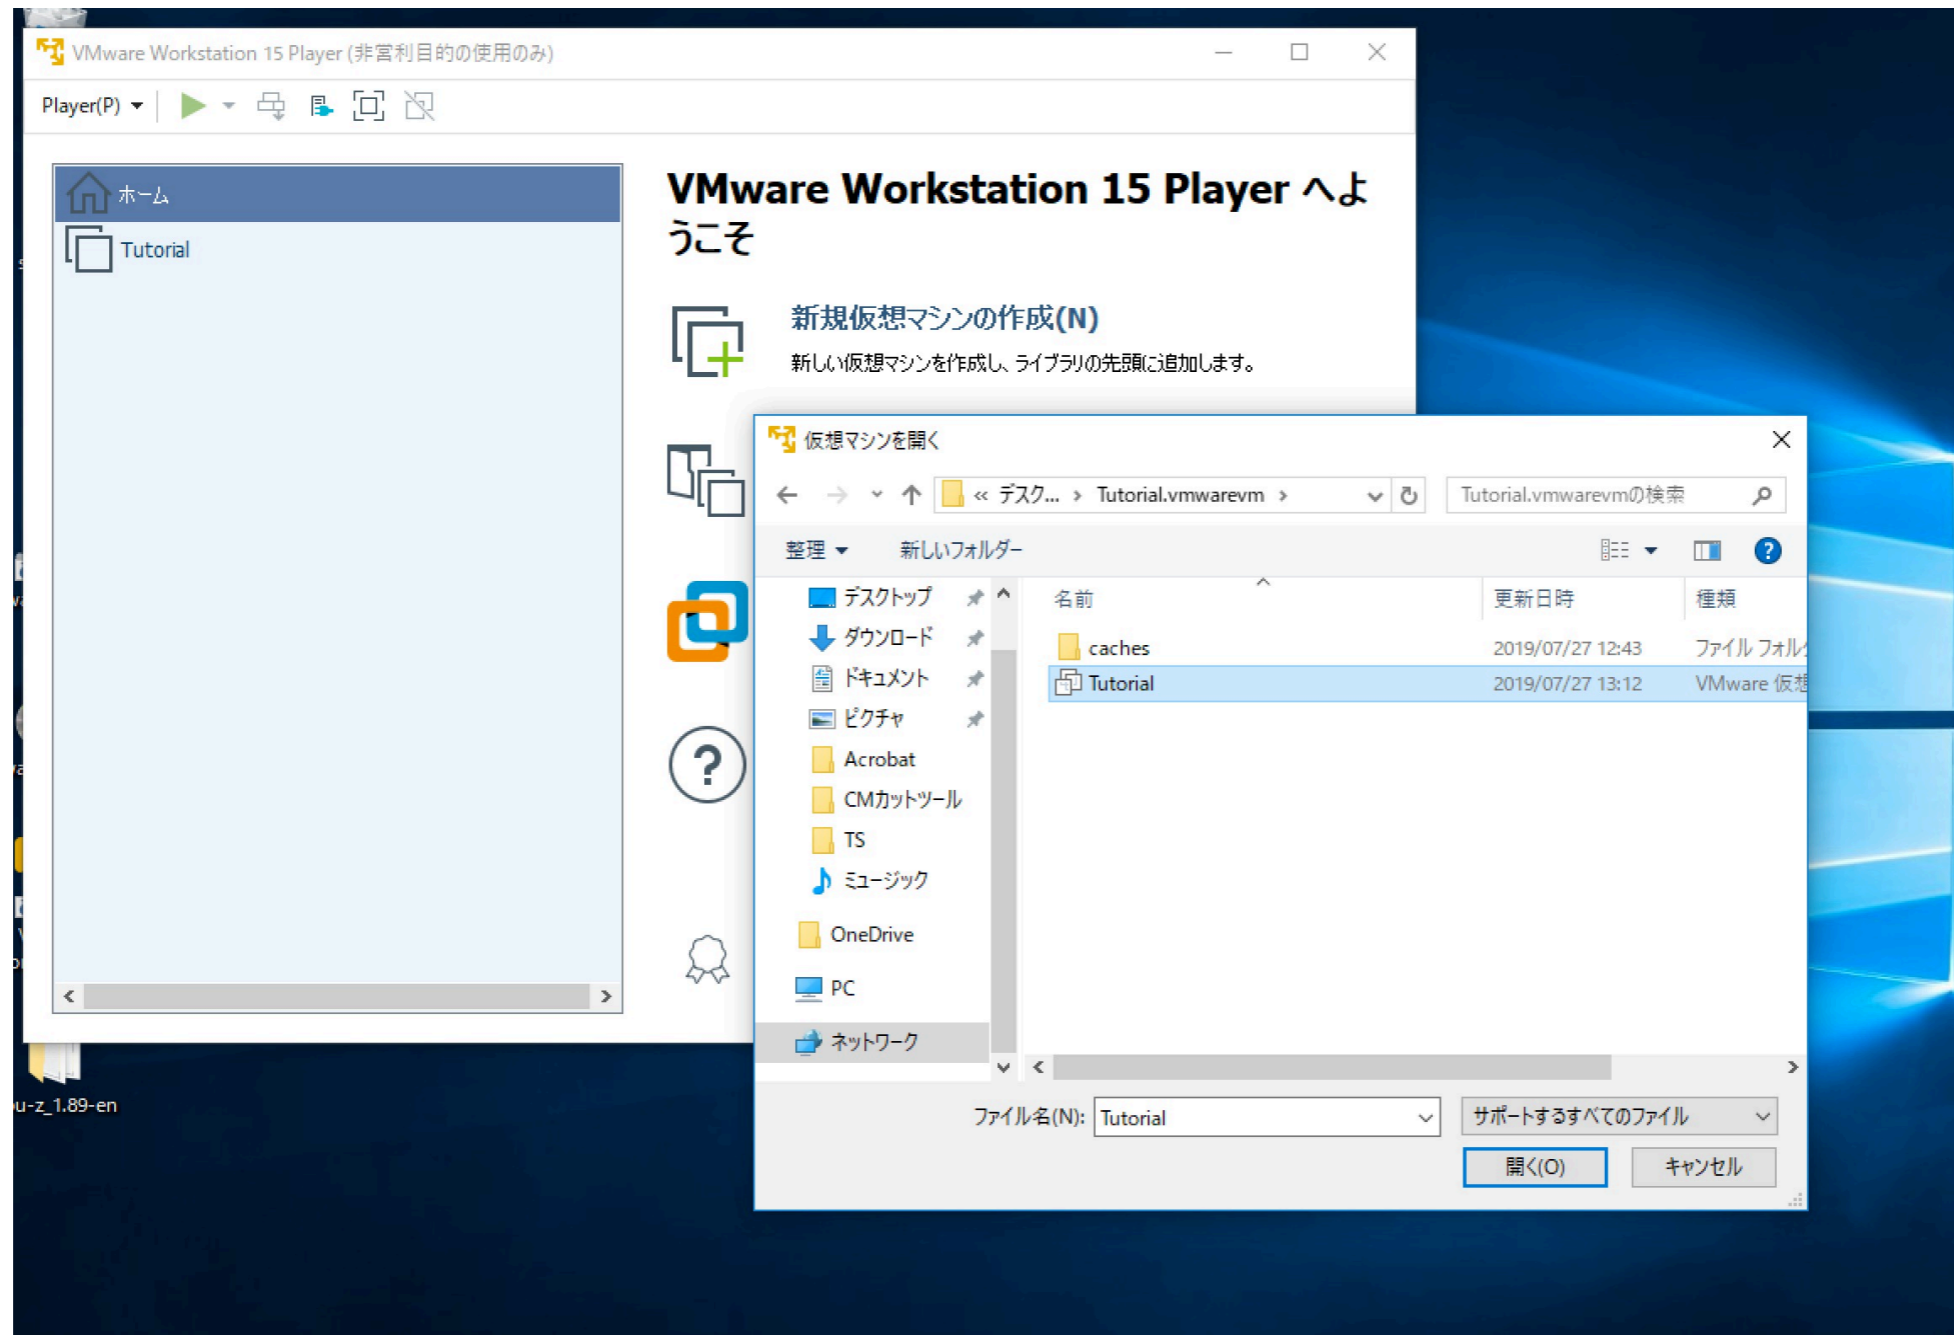 VMware Workstation 15 Player (非営利目的の使用のみ)
Player(P)
ホーム
Tutorial
VMware Workstation 15 Player へよ
うこそ
新規仮想マシンの作成(N)
新しい仮想マシンを作成し、ライブラリの先頭に追加します。
仮想マシンを開く
« デスク... › Tutorial.vmwarevm ›
Tutorial.vmwarevmの検索
整理
新しいフォルダー
デスクトップ
ダウンロード
ドキュメント
ピクチャ
Acrobat
CMカットツール
TS
ミュージック
OneDrive
PC
ネットワーク
名前 更新日時 種類
caches 2019/07/27 12:43 ファイル フォル
Tutorial 2019/07/27 13:12 VMware 仮想
ファイル名(N): Tutorial
サポートするすべてのファイル
開く(O)
キャンセル
u-z_1.89-en